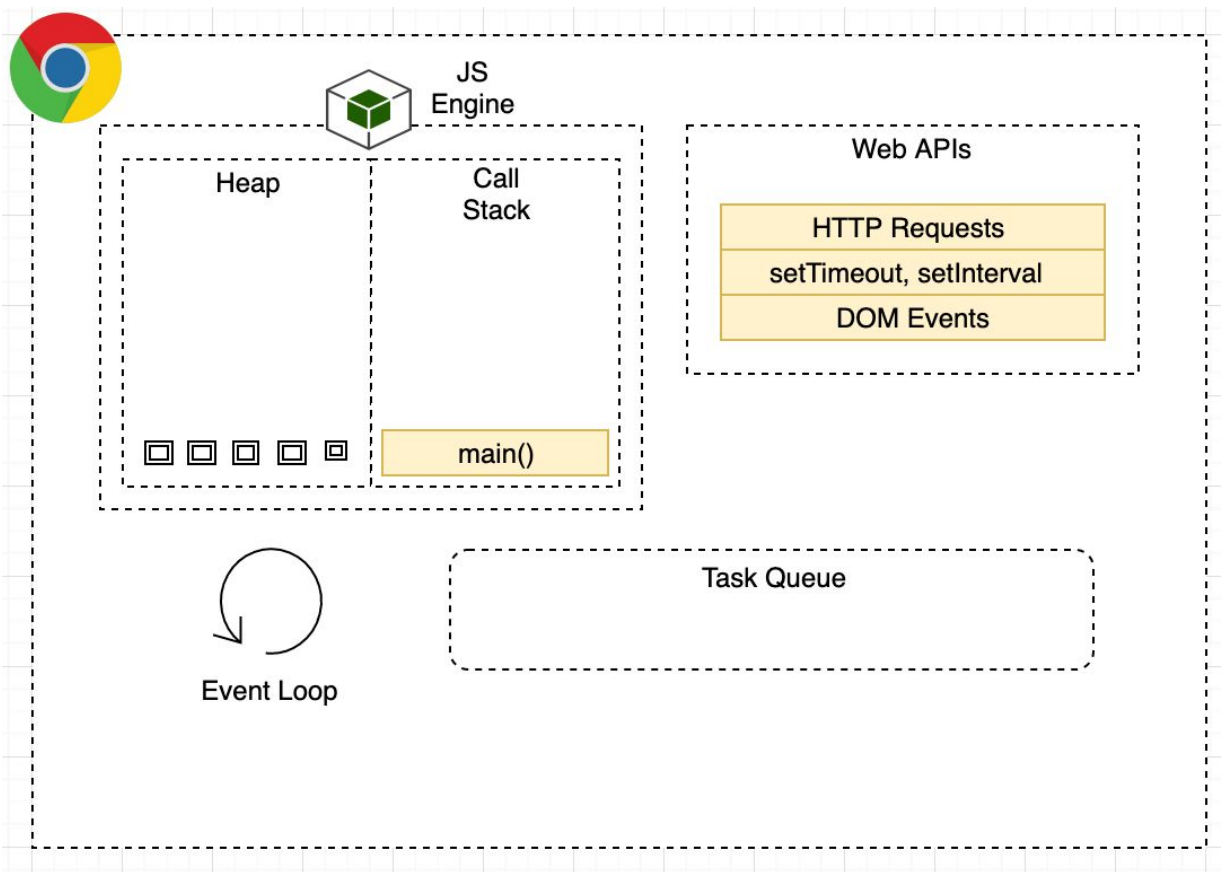 JS
Engine
Heap
Call
Stack
main()
Web APIs
HTTP Requests
setTimeout, setInterval
DOM Events
Event Loop
Task Queue